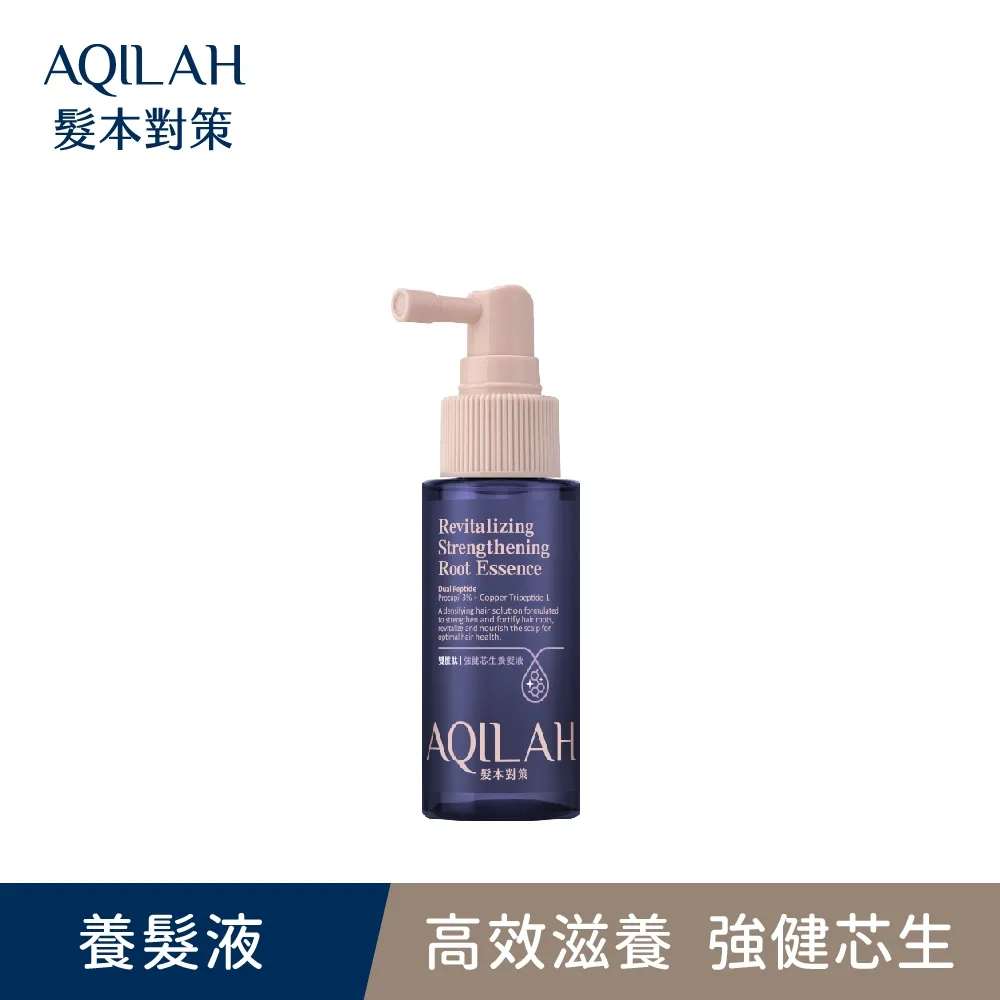 AQILAH
髮本對策
Revitalizing
Strengthening
Root Essence
Dual Peptide
Procapil 3% + Copper Tripeptide 1
A densifying hair solution formulated
to strengthen and fortify hair roots,
revitalize and nourish the scalp for
optimal hair health.
雙胜肽 | 強健芯生養髮液
AQILAH
髮本對策
養髮液
高效滋養 強健芯生